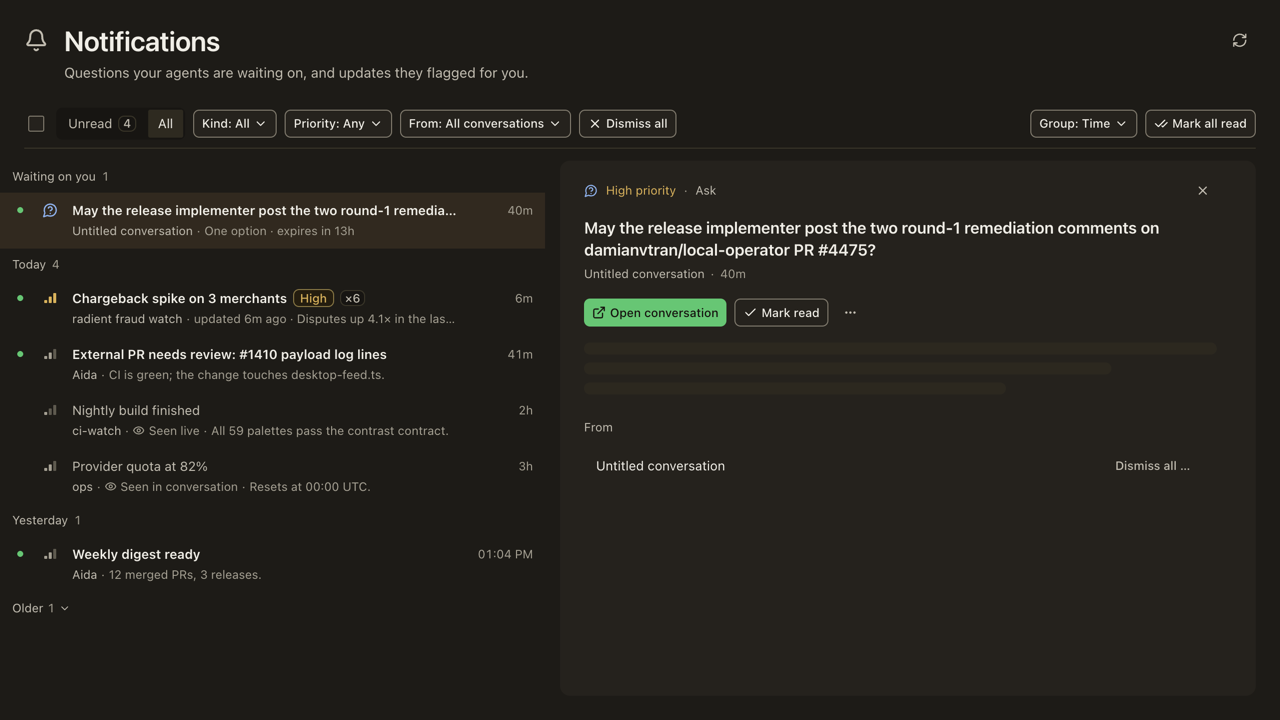 Notifications
Questions your agents are waiting on, and updates they flagged for you.
Unread 4 All Kind: All Priority: Any From: All conversations Dismiss all Group: Time Mark all read
Waiting on you 1
May the release implementer post the two round-1 remedia... 40m
Untitled conversation · One option · expires in 13h
Today 4
Chargeback spike on 3 merchants High ×6 6m
radient fraud watch · updated 6m ago · Disputes up 4.1× in the las...
External PR needs review: #1410 payload log lines 41m
Aida · CI is green; the change touches desktop-feed.ts.
Nightly build finished 2h
ci-watch · Seen live · All 59 palettes pass the contrast contract.
Provider quota at 82% 3h
ops · Seen in conversation · Resets at 00:00 UTC.
Yesterday 1
Weekly digest ready 01:04 PM
Aida · 12 merged PRs, 3 releases.
Older 1
High priority · Ask
May the release implementer post the two round-1 remediation comments on
damianvtran/local-operator PR #4475?
Untitled conversation · 40m
Open conversation Mark read
From
Untitled conversation Dismiss all ...